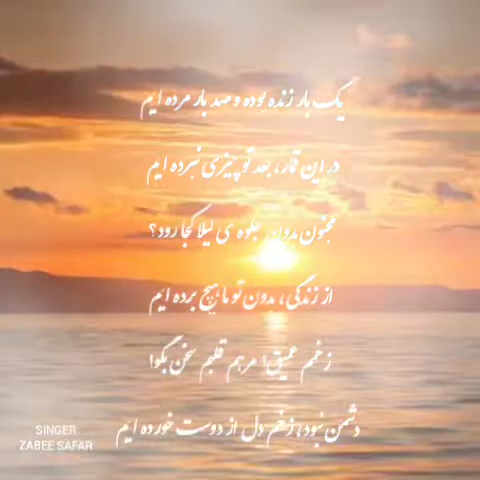 یک بار زنده بوده و صد بار مرده ایم
در این قمار، بعد تو چیزی نبرده ایم
مجنون بدون جلوه ی لیلا کجا رود؟
از زندگی، بدون تو ما هیچ برده ایم
زخم عمیق! مرهم قلبم سخن بگو!
دشمن نبود، زخم دل از دوست خورده ایم
SINGER
ZABEE SAFAR